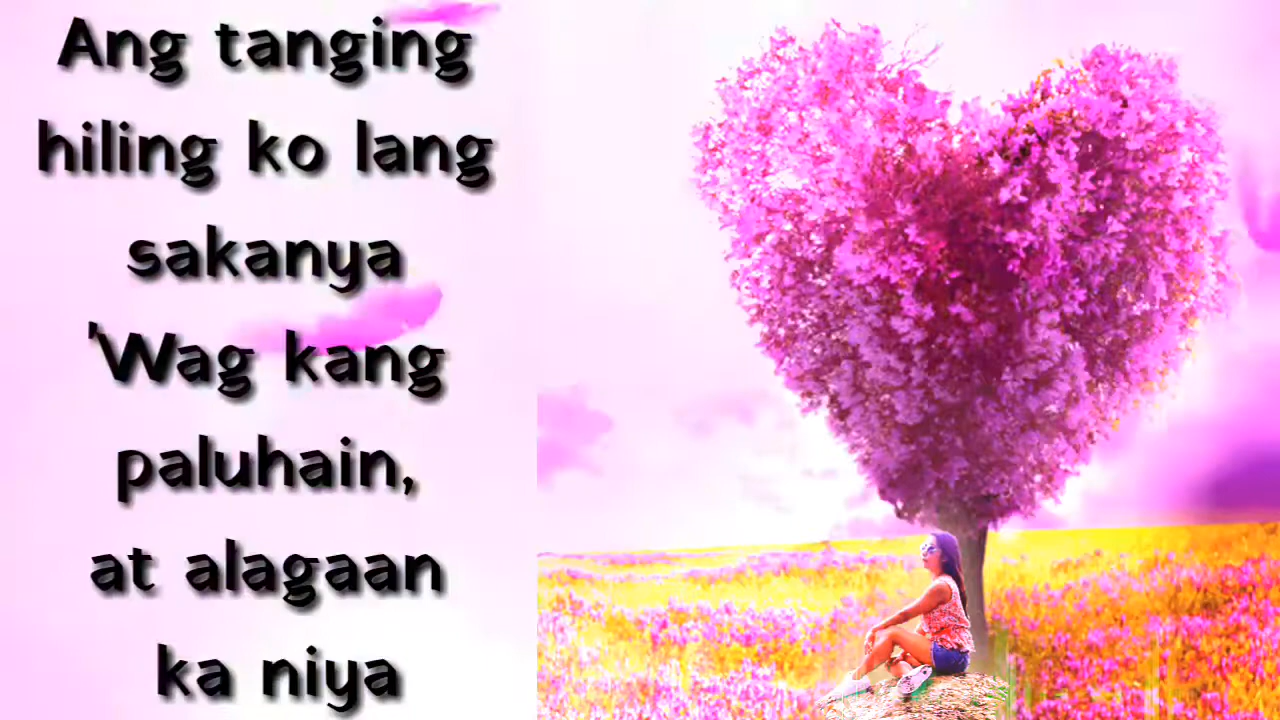 Ang tanging
hiling ko lang
sakanya
'Wag kang
paluhain,
at alagaan
ka niya